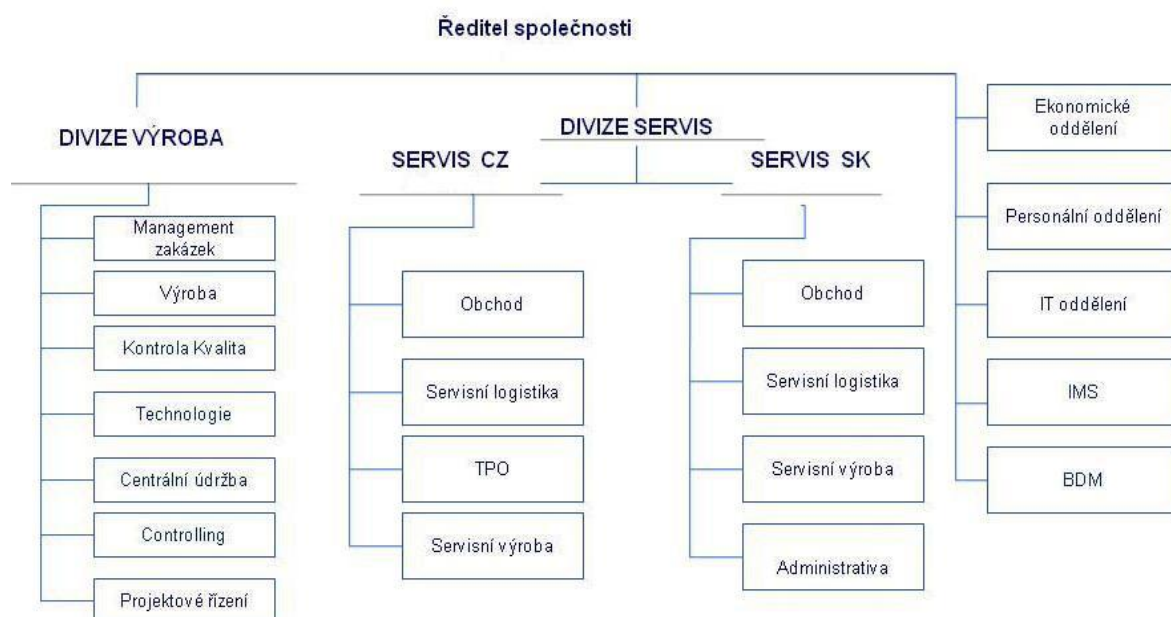 Ředitel společnosti
DIVIZE VÝROBA
Management
zakázek
Výroba
Kontrola Kvalita
Technologie
Centrální údržba
Controlling
Projektové řízení
DIVIZE SERVIS
SERVIS CZ
Obchod
Servisní logistika
TPO
Servisní výroba
SERVIS SK
Obchod
Servisní logistika
Servisní výroba
Administrativa
Ekonomické
oddělení
Personální oddělení
IT oddělení
IMS
BDM